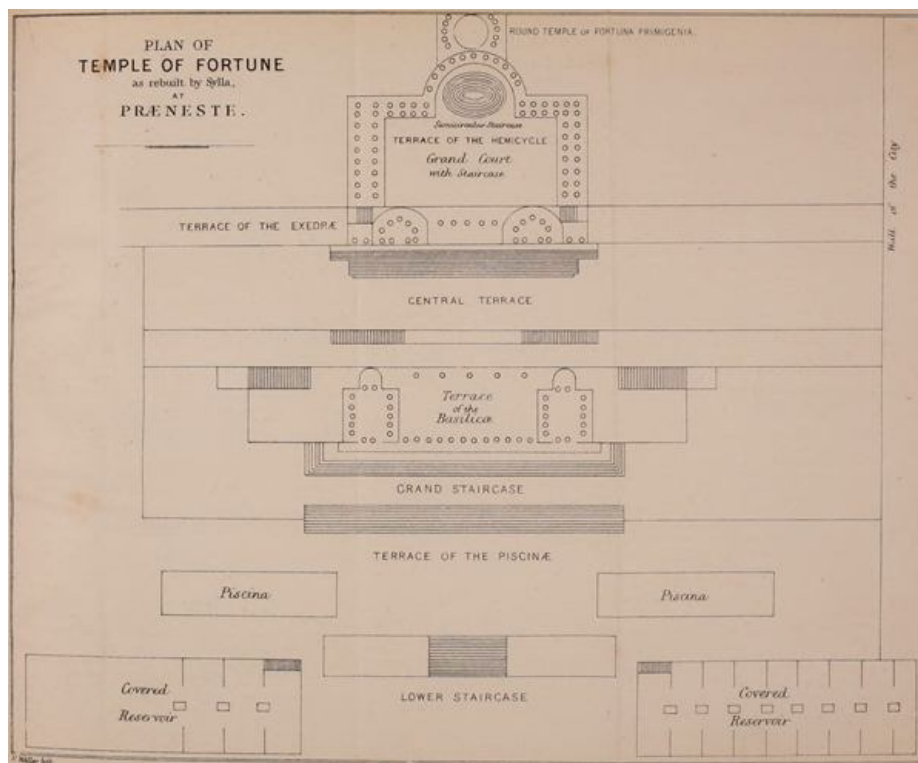 PLAN OF
TEMPLE OF FORTUNE
as rebuilt by Sylla,
AT
PRÆNESTE.
ROUND TEMPLE OF FORTUNA PRIMIGENIA.
Semicircular Staircase
TERRACE OF THE HEMICYCLE
Grand Court
with Staircase
Wall of the City
TERRACE OF THE EXEDRÆ
CENTRAL TERRACE
Terrace
of the
Basilicæ
GRAND STAIRCASE
TERRACE OF THE PISCINÆ
Piscina
Piscina
LOWER STAIRCASE
Covered
Reservoir
Covered
Reservoir